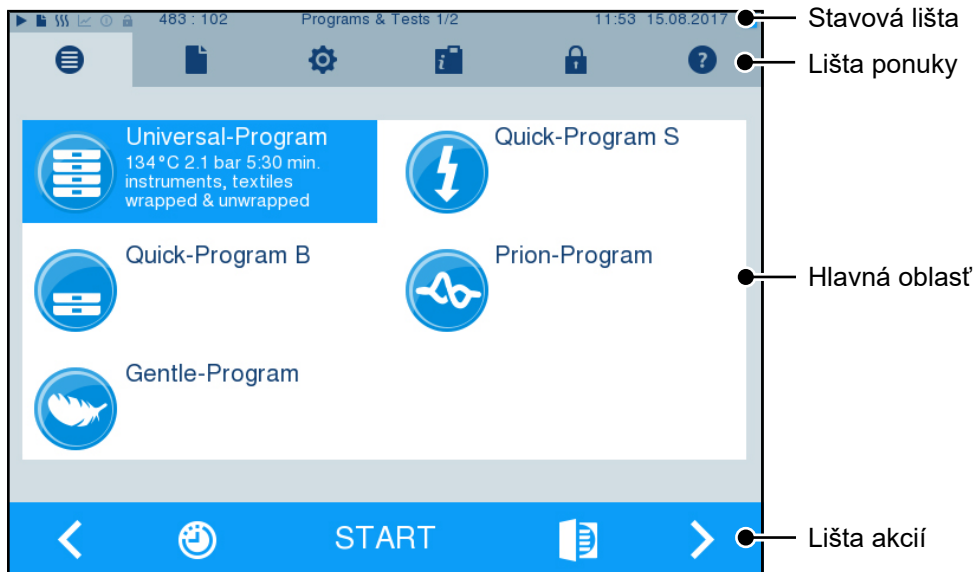 483 : 102 Programs & Tests 1/2 11:53 15.08.2017
Stavová lišta
Lišta ponuky
Universal-Program
134°C 2.1 bar 5:30 min.
instruments, textiles
wrapped & unwrapped
Quick-Program S
Quick-Program B
Prion-Program
Hlavná oblasť
Gentle-Program
START
Lišta akcií